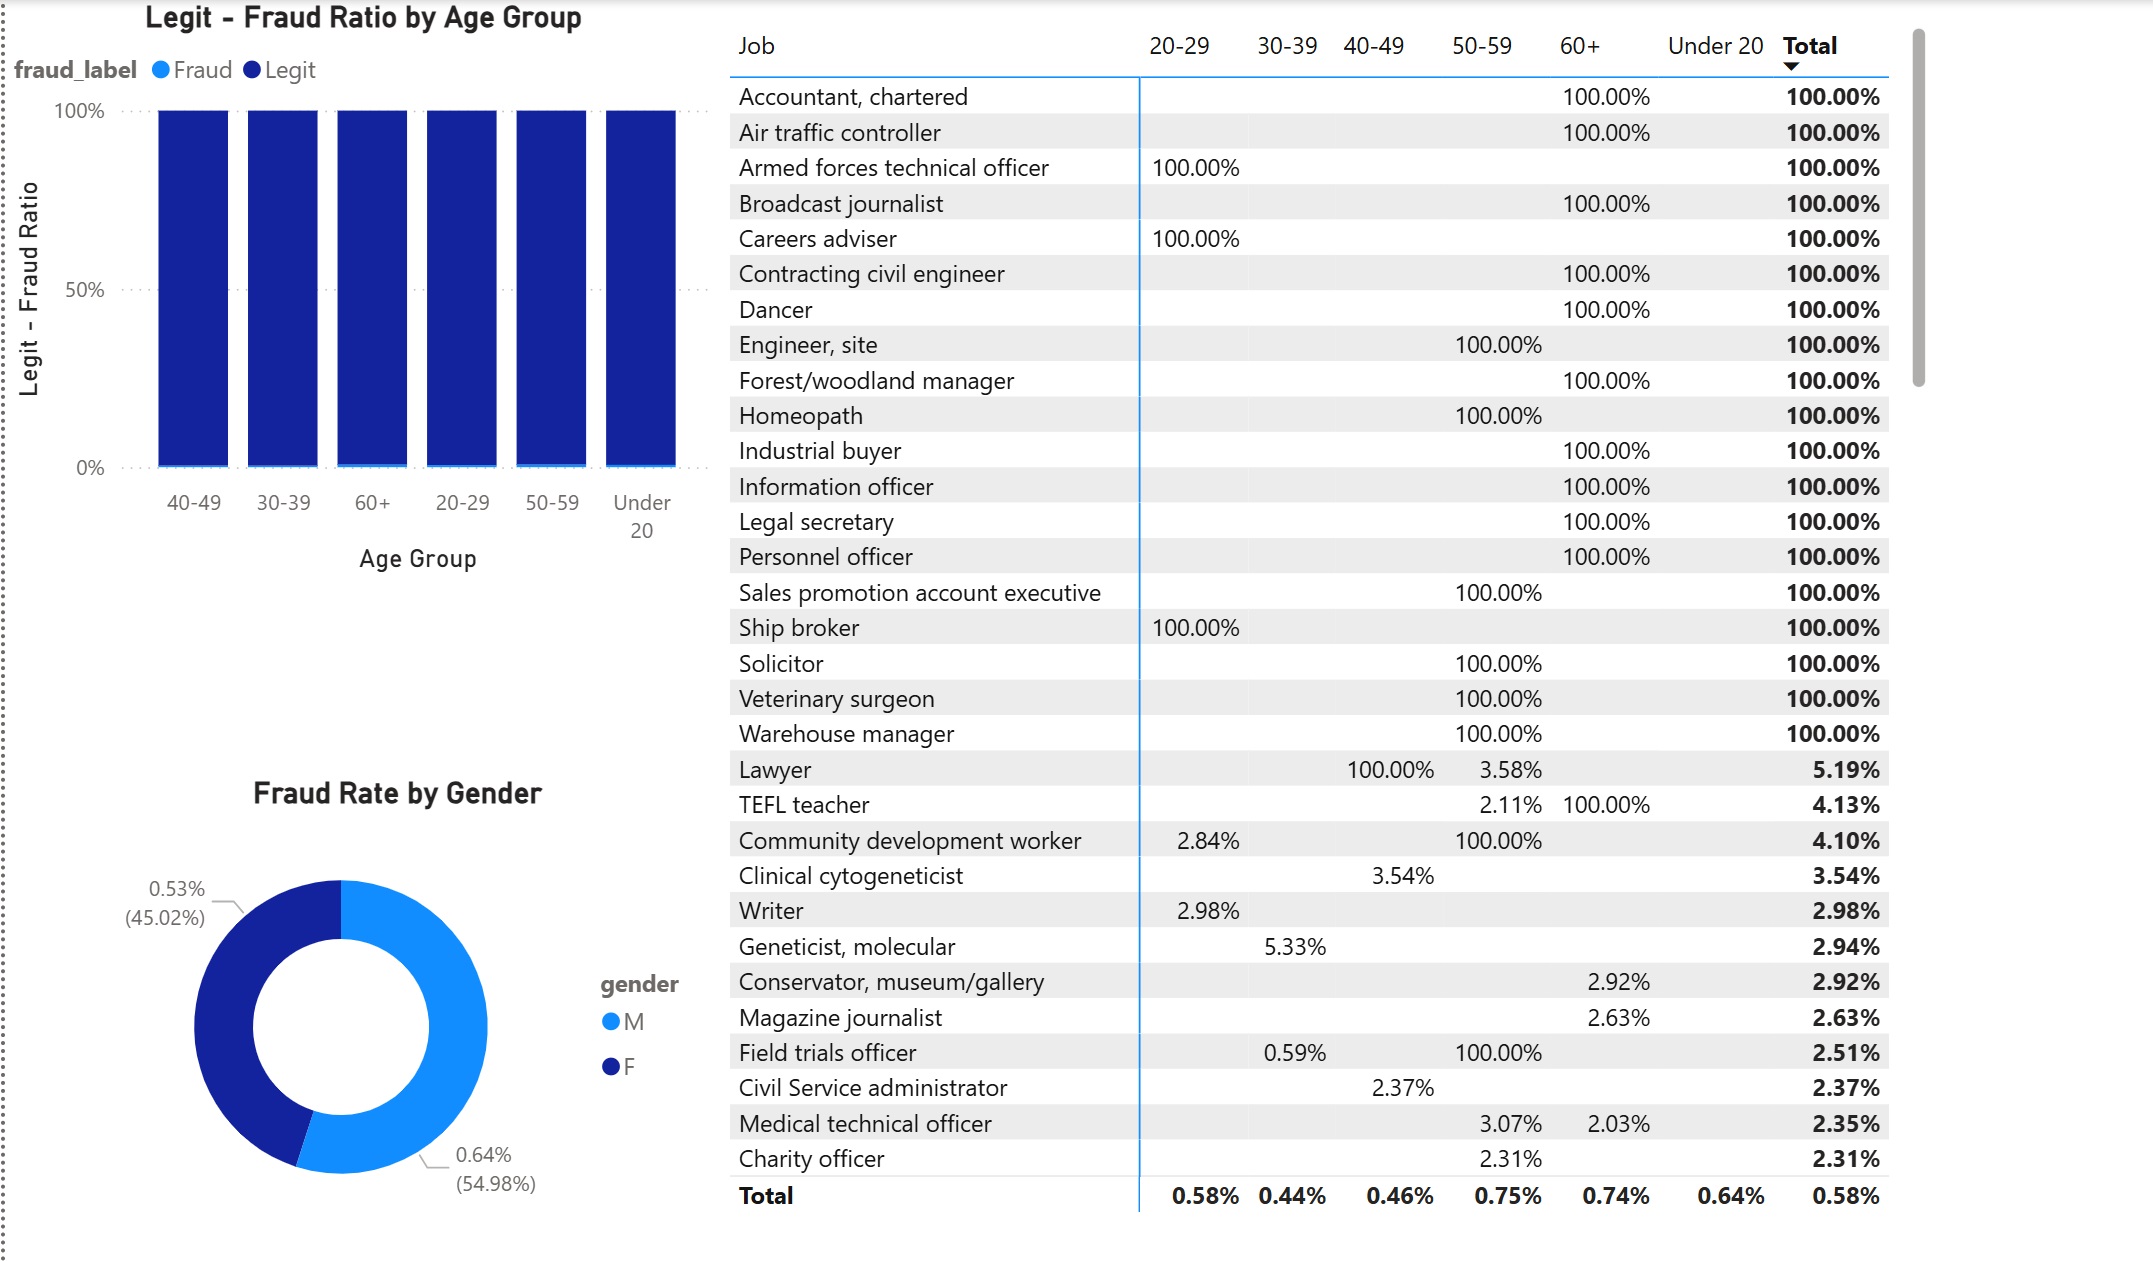 Legit - Fraud Ratio by Age Group
fraud_label Fraud Legit
Legit - Fraud Ratio
100%
50%
0%
40-49 30-39 60+ 20-29 50-59 Under 20
Age Group
Fraud Rate by Gender
0.53%
(45.02%)
0.64%
(54.98%)
gender
M
F
Job 20-29 30-39 40-49 50-59 60+ Under 20 Total
Accountant, chartered 100.00% 100.00%
Air traffic controller 100.00% 100.00%
Armed forces technical officer 100.00% 100.00%
Broadcast journalist 100.00% 100.00%
Careers adviser 100.00% 100.00%
Contracting civil engineer 100.00% 100.00%
Dancer 100.00% 100.00%
Engineer, site 100.00% 100.00%
Forest/woodland manager 100.00% 100.00%
Homeopath 100.00% 100.00%
Industrial buyer 100.00% 100.00%
Information officer 100.00% 100.00%
Legal secretary 100.00% 100.00%
Personnel officer 100.00% 100.00%
Sales promotion account executive 100.00% 100.00%
Ship broker 100.00% 100.00%
Solicitor 100.00% 100.00%
Veterinary surgeon 100.00% 100.00%
Warehouse manager 100.00% 100.00%
Lawyer 100.00% 3.58% 5.19%
TEFL teacher 2.11% 100.00% 4.13%
Community development worker 2.84% 100.00% 4.10%
Clinical cytogeneticist 3.54% 3.54%
Writer 2.98% 2.98%
Geneticist, molecular 5.33% 2.94%
Conservator, museum/gallery 2.92% 2.92%
Magazine journalist 2.63% 2.63%
Field trials officer 0.59% 100.00% 2.51%
Civil Service administrator 2.37% 2.37%
Medical technical officer 3.07% 2.03% 2.35%
Charity officer 2.31% 2.31%
Total 0.58% 0.44% 0.46% 0.75% 0.74% 0.64% 0.58%